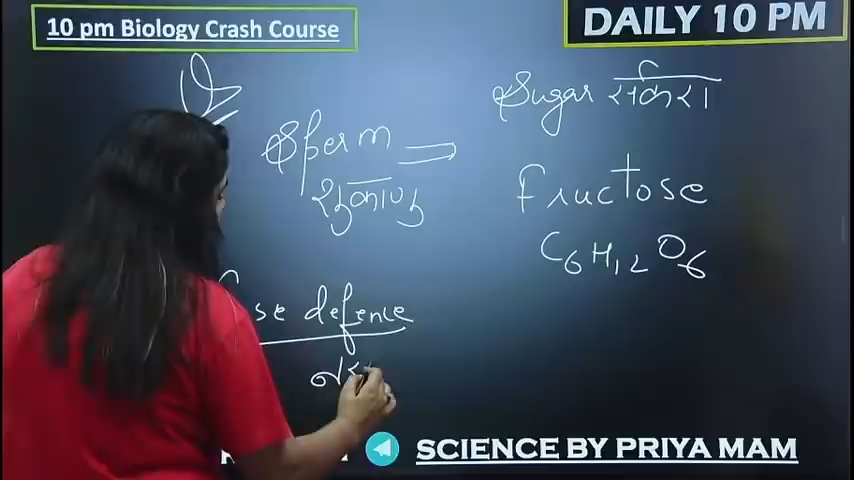 10 pm Biology Crash Course
DAILY 10 PM
Sugar शर्करा
Sperm ⇒
शुक्राणु
Fructose
C6H12O6
se defence
SCIENCE BY PRIYA MAM